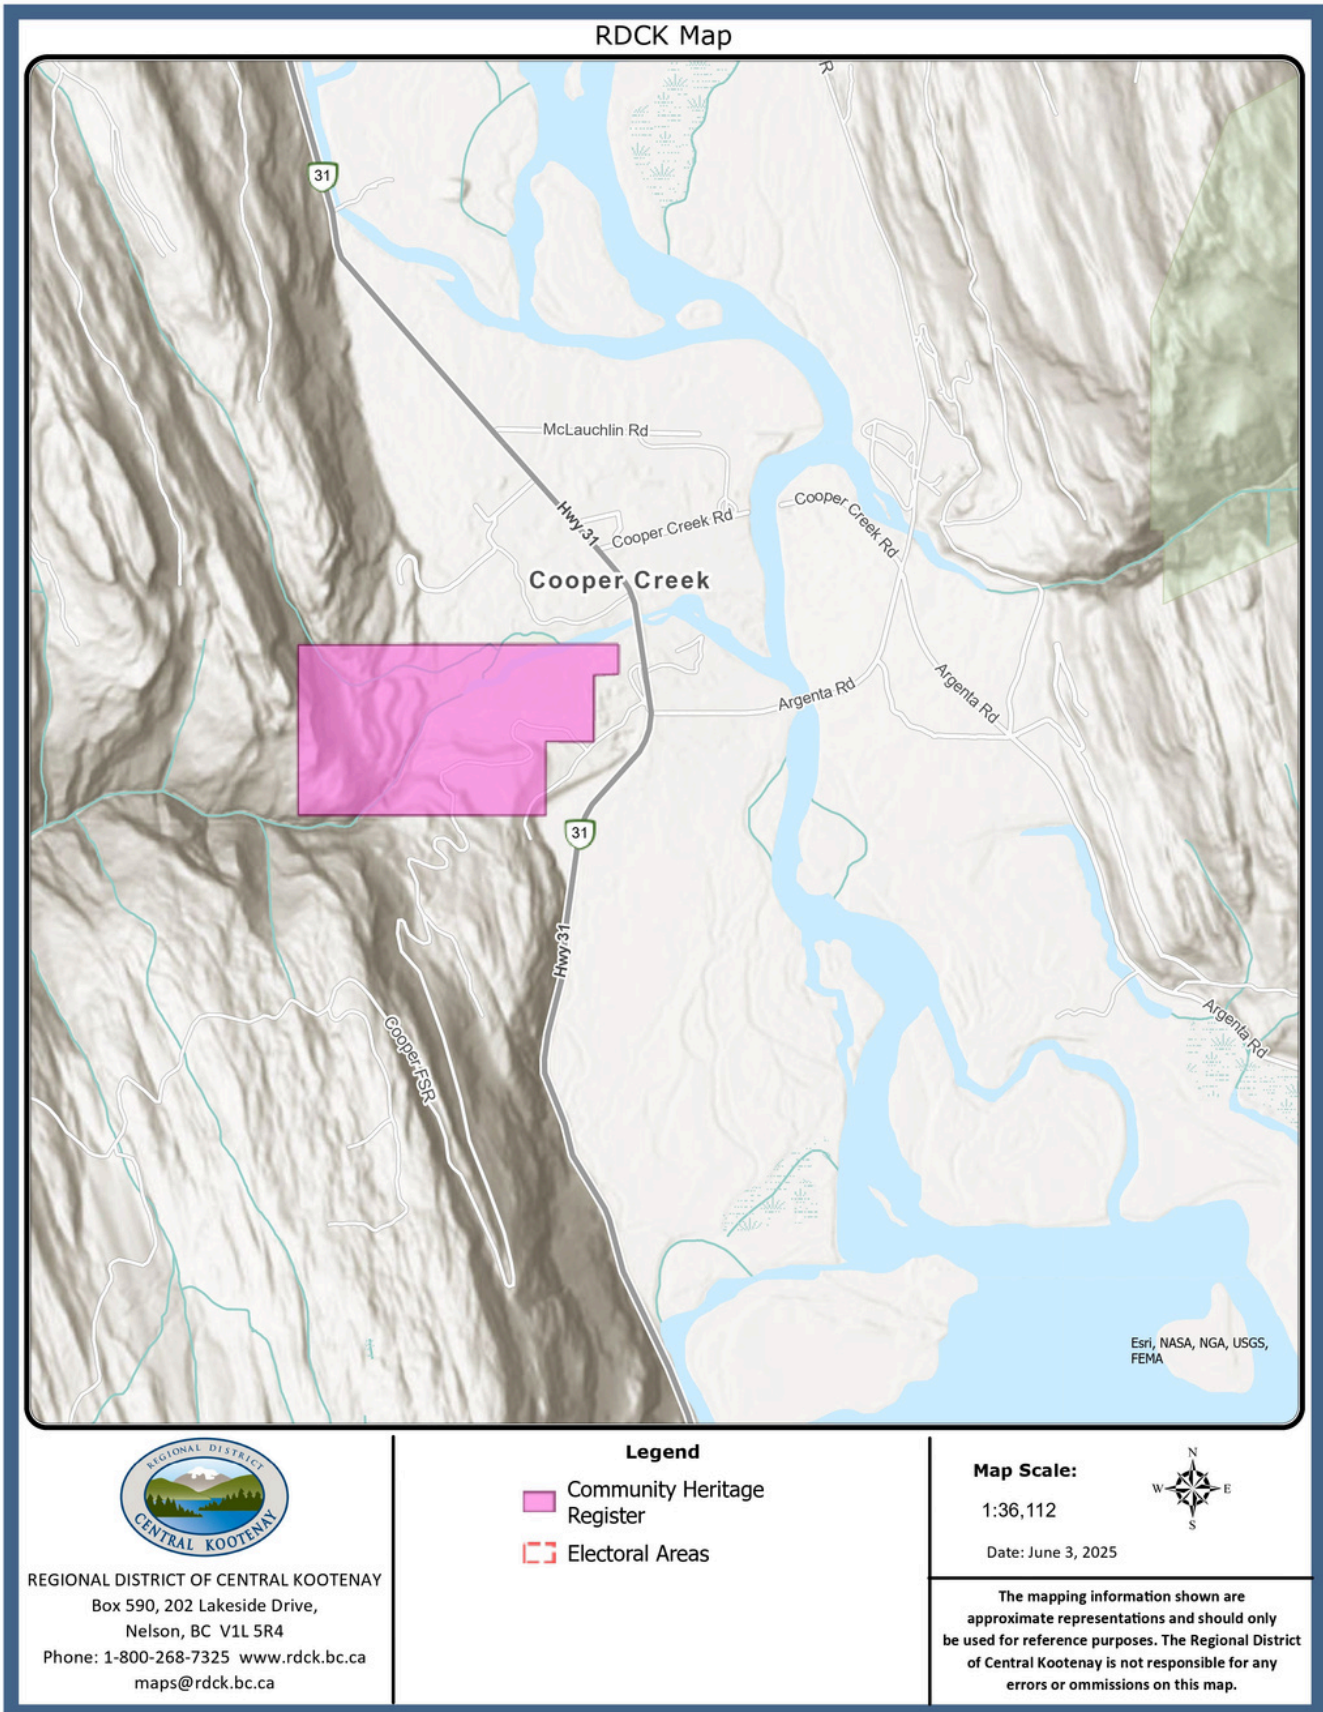 RDCK Map
R
31
McLauchlin Rd
Hwy 31
Cooper Creek Rd
Cooper Creek Rd
Cooper Creek
Argenta Rd
Argenta Rd
31
Hwy 31
Cooper FSR
Argenta Rd
Esri, NASA, NGA, USGS,
FEMA
REGIONAL DISTRICT
CENTRAL KOOTENAY
REGIONAL DISTRICT OF CENTRAL KOOTENAY
Box 590, 202 Lakeside Drive,
Nelson, BC V1L 5R4
Phone: 1-800-268-7325 www.rdck.bc.ca
maps@rdck.bc.ca
Legend
Community Heritage
Register
Electoral Areas
Map Scale:
1:36,112
N
W E
S
Date: June 3, 2025
The mapping information shown are
approximate representations and should only
be used for reference purposes. The Regional District
of Central Kootenay is not responsible for any
errors or ommissions on this map.